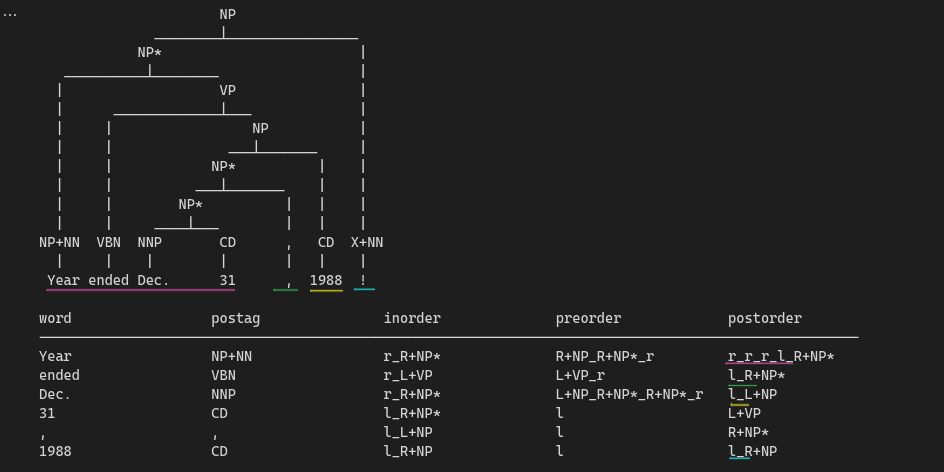 ...
NP
NP*
VP
NP
NP*
NP*
NP+NN VBN NNP CD , CD X+NN
Year ended Dec. 31 , 1988 !
word postag inorder preorder postorder
Year NP+NN r_R+NP* R+NP_R+NP*_r r_r_r_l_R+NP*
ended VBN r_L+VP L+VP_r l_R+NP*
Dec. NNP r_R+NP* L+NP_R+NP*_R+NP*_r l_L+NP
31 CD l_R+NP* l L+VP
, , l_L+NP l R+NP*
1988 CD l_R+NP l l_R+NP